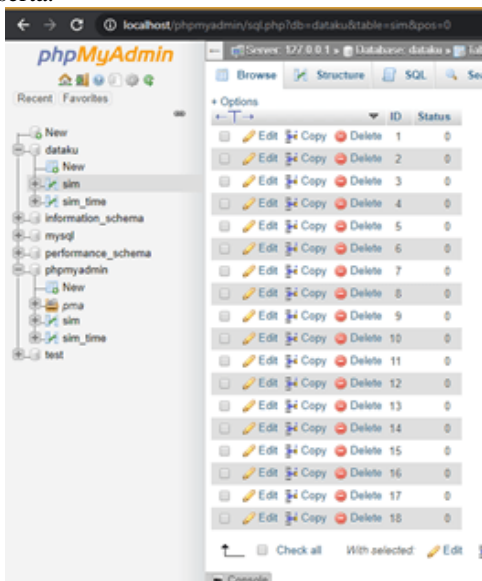 localhost/phpmyadmin/sql.php?db=dataku&table=sim&pos=0
phpMyAdmin
Recent Favorites
New
dataku
New
sim
sim_time
information_schema
mysql
performance_schema
phpmyadmin
New
pma
sim
sim_time
test
Server: 127.0.0.1 » Database: dataku »
Browse Structure SQL
+ Options
ID Status
Edit Copy Delete 1 0
Edit Copy Delete 2 0
Edit Copy Delete 3 0
Edit Copy Delete 4 0
Edit Copy Delete 5 0
Edit Copy Delete 6 0
Edit Copy Delete 7 0
Edit Copy Delete 8 0
Edit Copy Delete 9 0
Edit Copy Delete 10 0
Edit Copy Delete 11 0
Edit Copy Delete 12 0
Edit Copy Delete 13 0
Edit Copy Delete 14 0
Edit Copy Delete 15 0
Edit Copy Delete 16 0
Edit Copy Delete 17 0
Edit Copy Delete 18 0
Check all With selected: Edit
Console